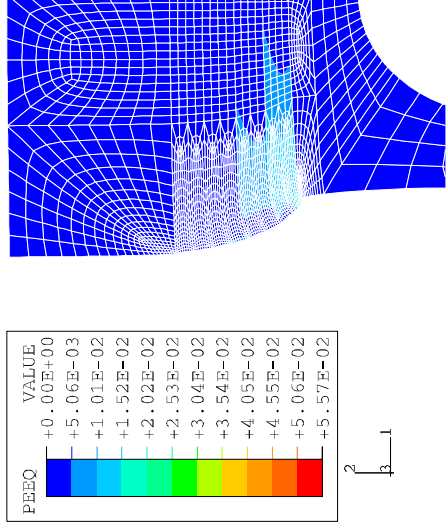 PEEQ VALUE
+0.00E+00
+5.06E-03
+1.01E-02
+1.52E-02
+2.02E-02
+2.53E-02
+3.04E-02
+3.54E-02
+4.05E-02
+4.55E-02
+5.06E-02
+5.57E-02
2
3 1